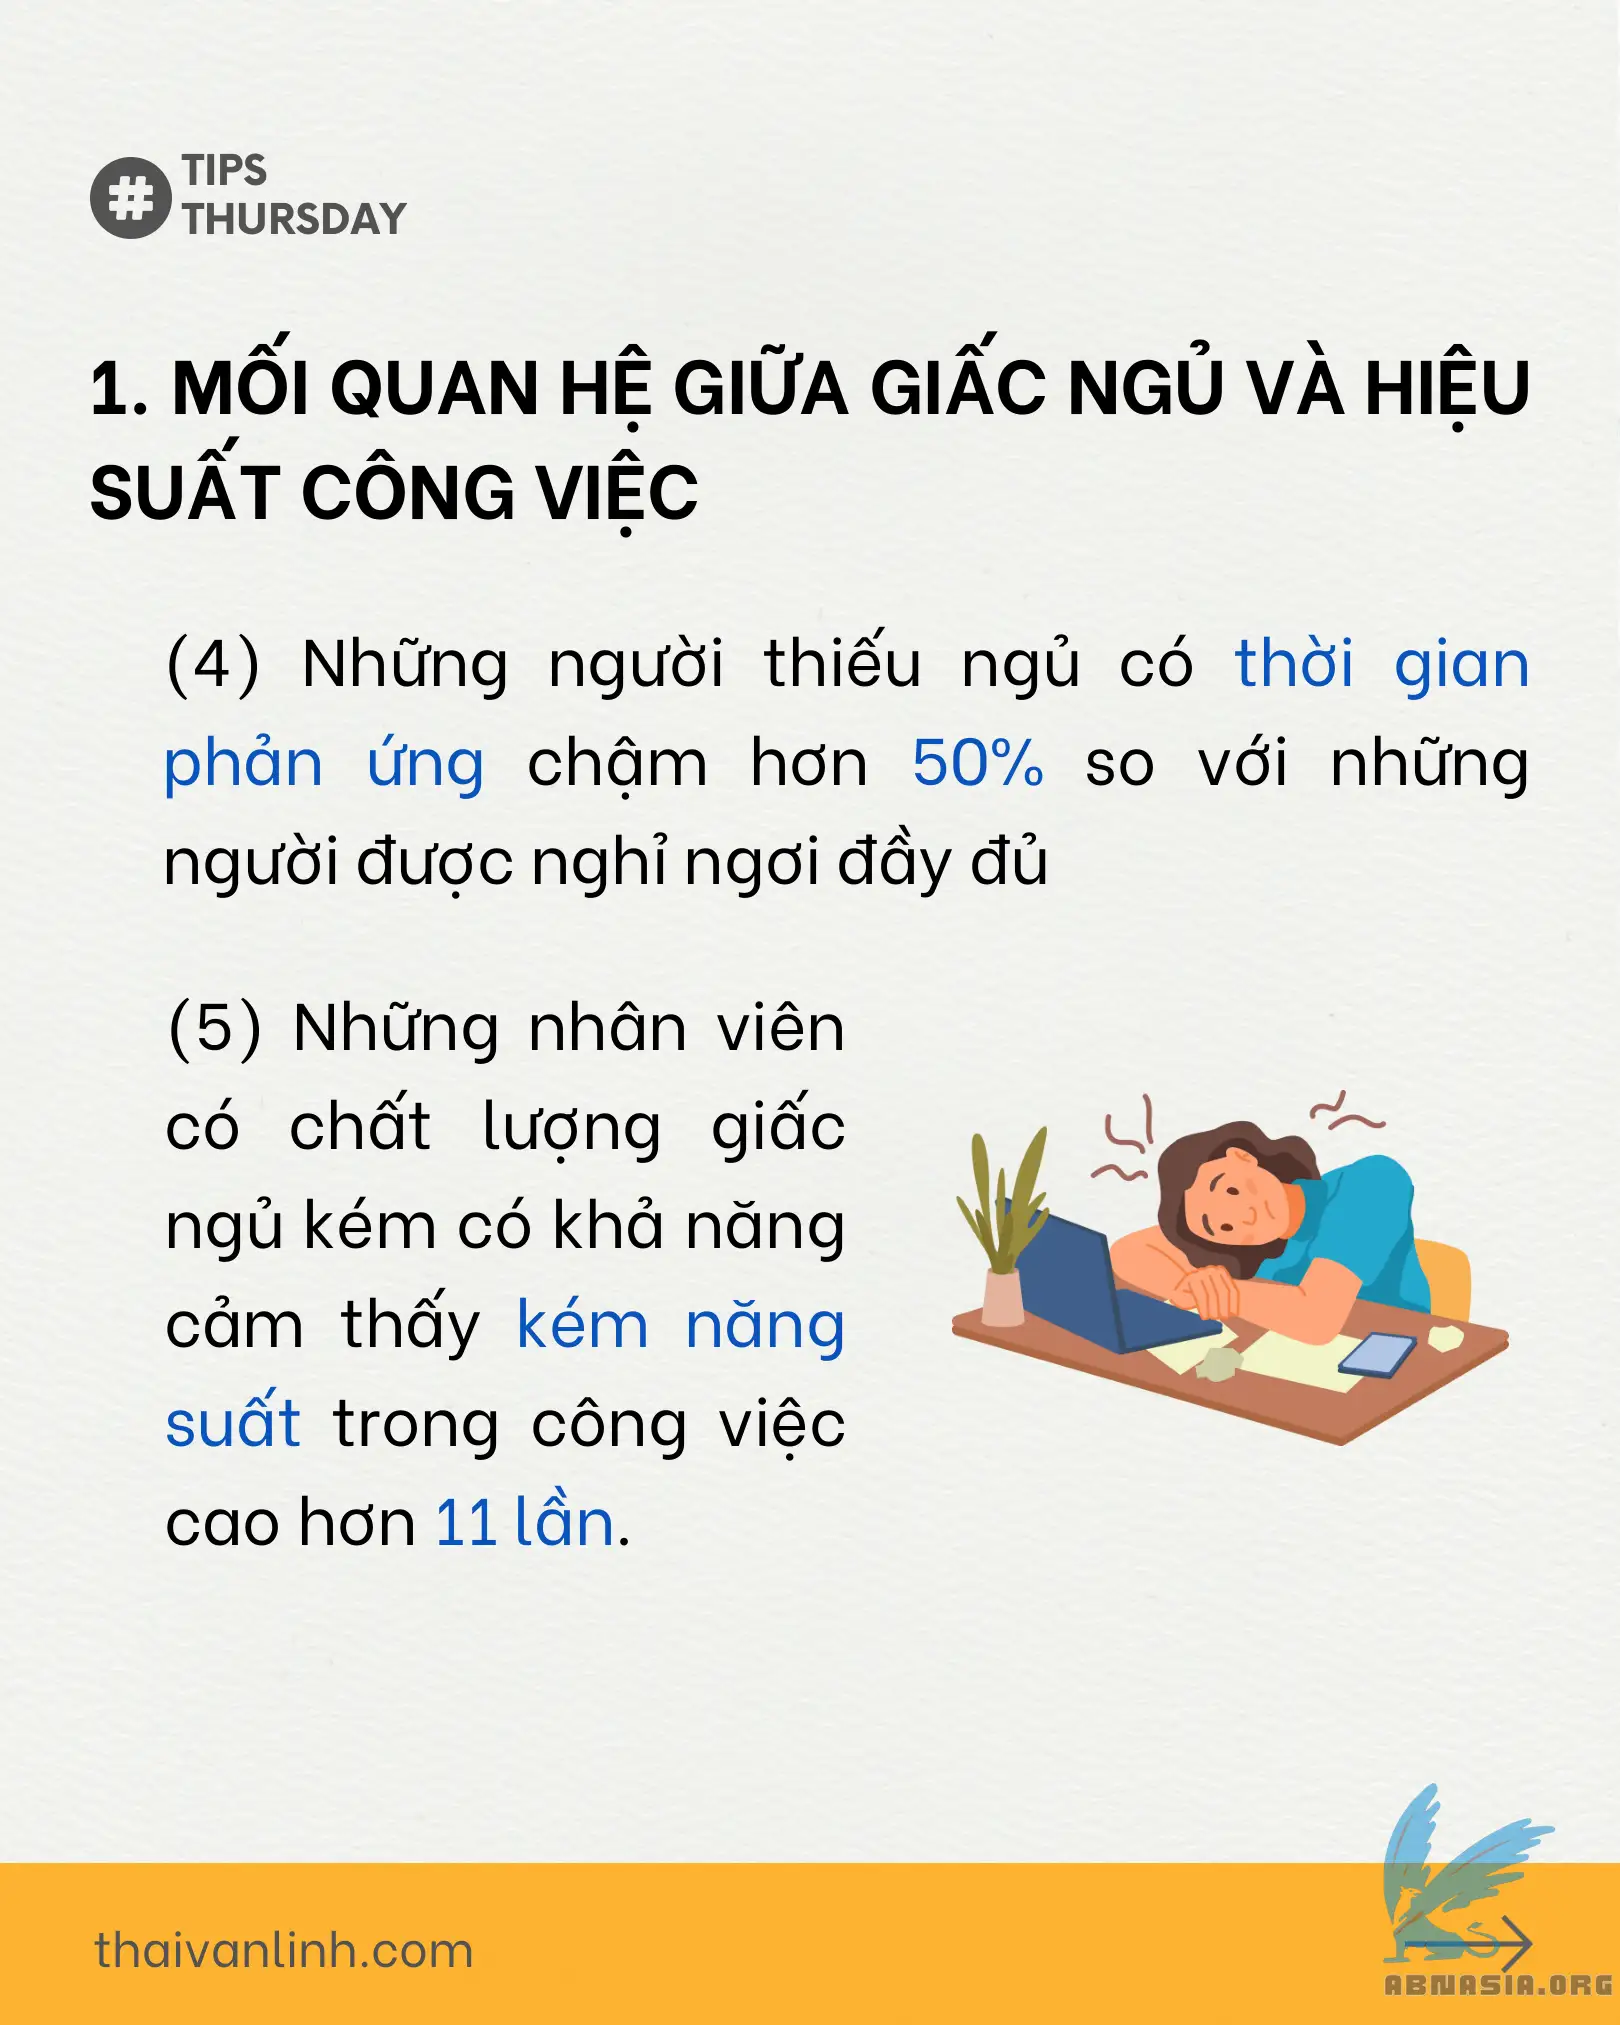 #
TIPS
THURSDAY
1. MỐI QUAN HỆ GIỮA GIẤC NGỦ VÀ HIỆU
SUẤT CÔNG VIỆC
(4) Những người thiếu ngủ có thời gian
phản ứng chậm hơn 50% so với những
người được nghỉ ngơi đầy đủ
(5) Những nhân viên
có chất lượng giấc
ngủ kém có khả năng
cảm thấy kém năng
suất trong công việc
cao hơn 11 lần.
thaivanlinh.com
ABNASIA.ORG